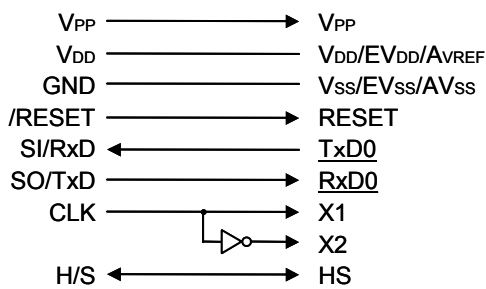 VPP VPP
VDD VDD/EVDD/AVREF
GND VSS/EVSS/AVSS
/RESET RESET
SI/RxD TxD0
SO/TxD RxD0
CLK X1
X2
H/S HS